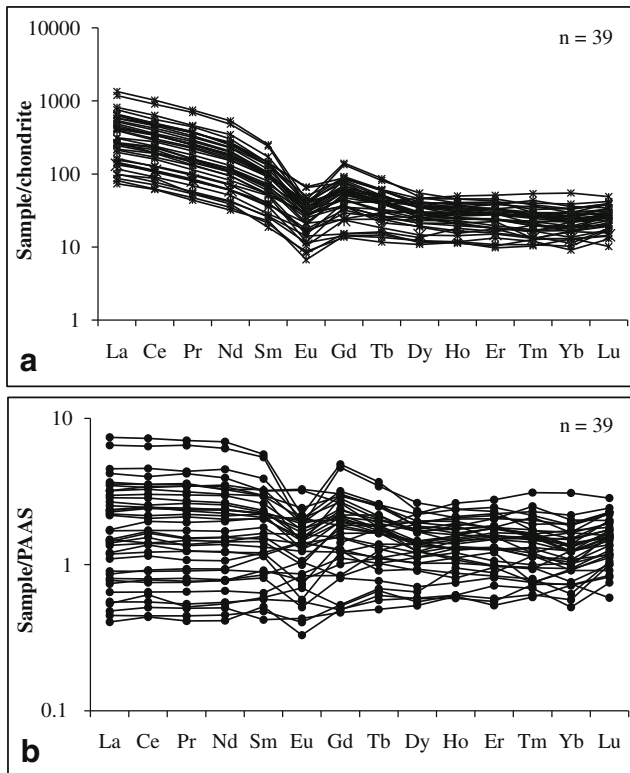 10000
n = 39
1000
100
10
1
Sample/chondrite
La Ce Pr Nd Sm Eu Gd Tb Dy Ho Er Tm Yb Lu
a
10
n = 39
1
0.1
Sample/PAAS
La Ce Pr Nd Sm Eu Gd Tb Dy Ho Er Tm Yb Lu
b